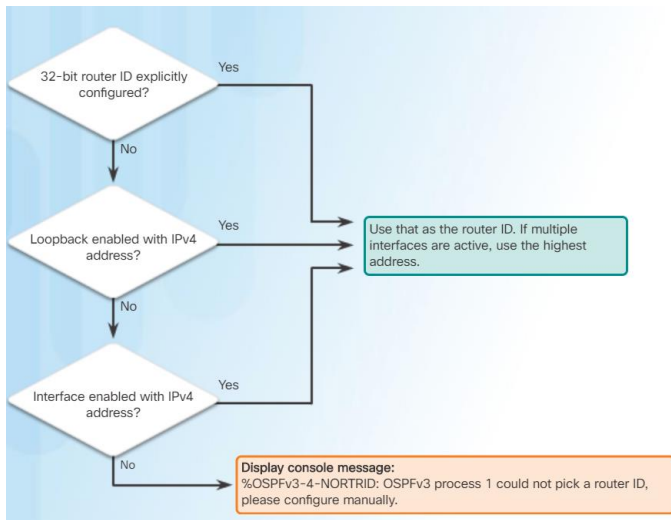 32-bit router ID explicitly
configured?
Yes
No
Loopback enabled with IPv4
address?
Yes
Use that as the router ID. If multiple
interfaces are active, use the highest
address.
No
Interface enabled with IPv4
address?
Yes
No
Display console message:
%OSPFv3-4-NORTRID: OSPFv3 process 1 could not pick a router ID,
please configure manually.